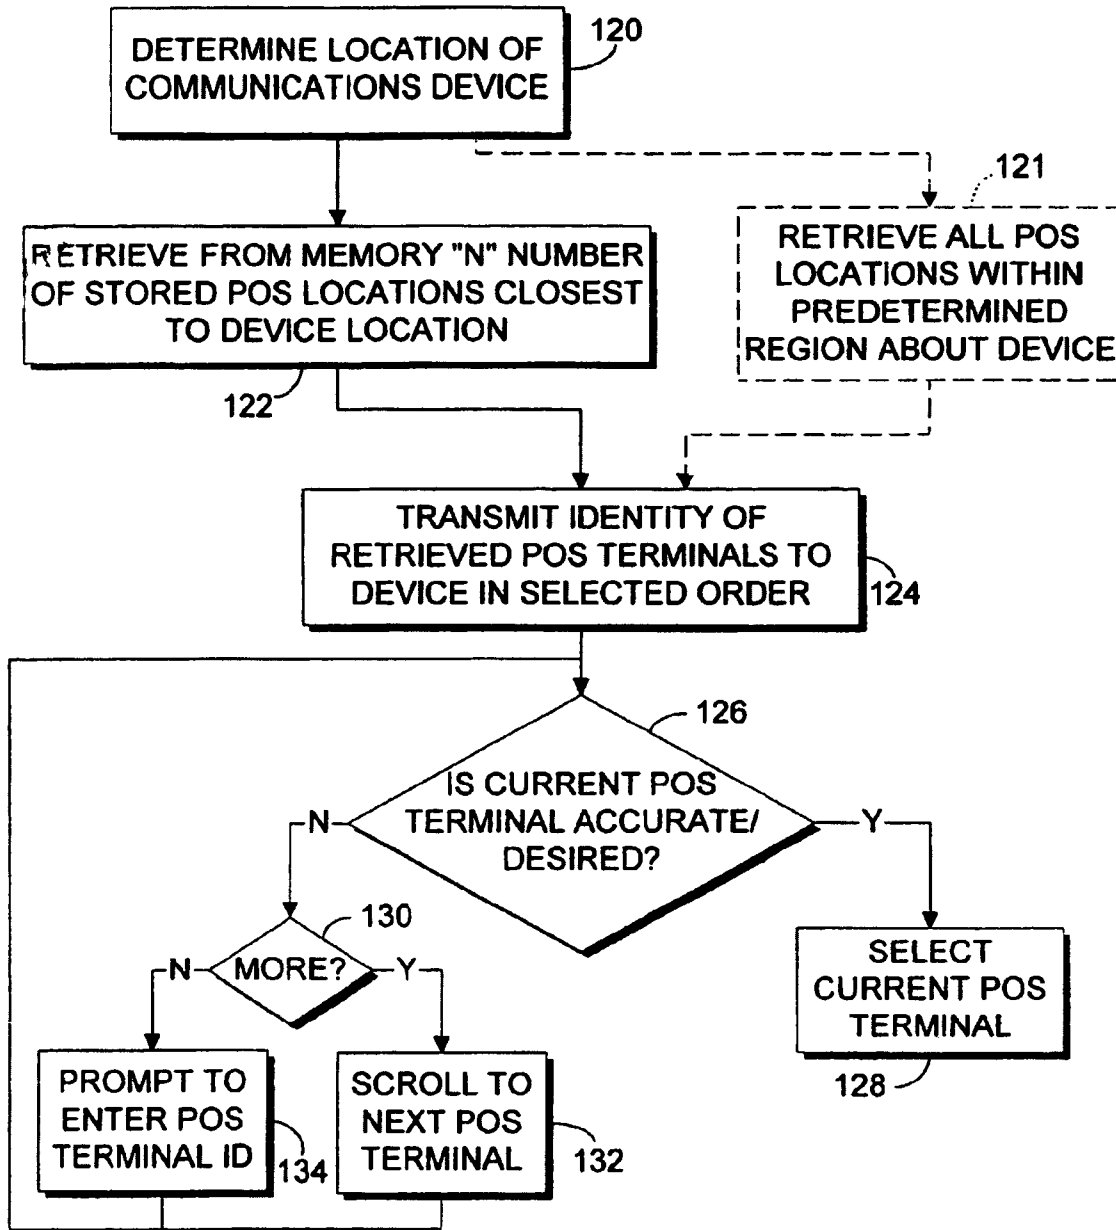 DETERMINE LOCATION OF
COMMUNICATIONS DEVICE
120
121
RETRIEVE FROM MEMORY "N" NUMBER
OF STORED POS LOCATIONS CLOSEST
TO DEVICE LOCATION
122
RETRIEVE ALL POS
LOCATIONS WITHIN
PREDETERMINED
REGION ABOUT DEVICE
TRANSMIT IDENTITY OF
RETRIEVED POS TERMINALS TO
DEVICE IN SELECTED ORDER
124
126
IS CURRENT POS
TERMINAL ACCURATE/
DESIRED?
N
Y
130
MORE?
N
Y
SELECT
CURRENT POS
TERMINAL
128
PROMPT TO
ENTER POS
TERMINAL ID
134
SCROLL TO
NEXT POS
TERMINAL
132